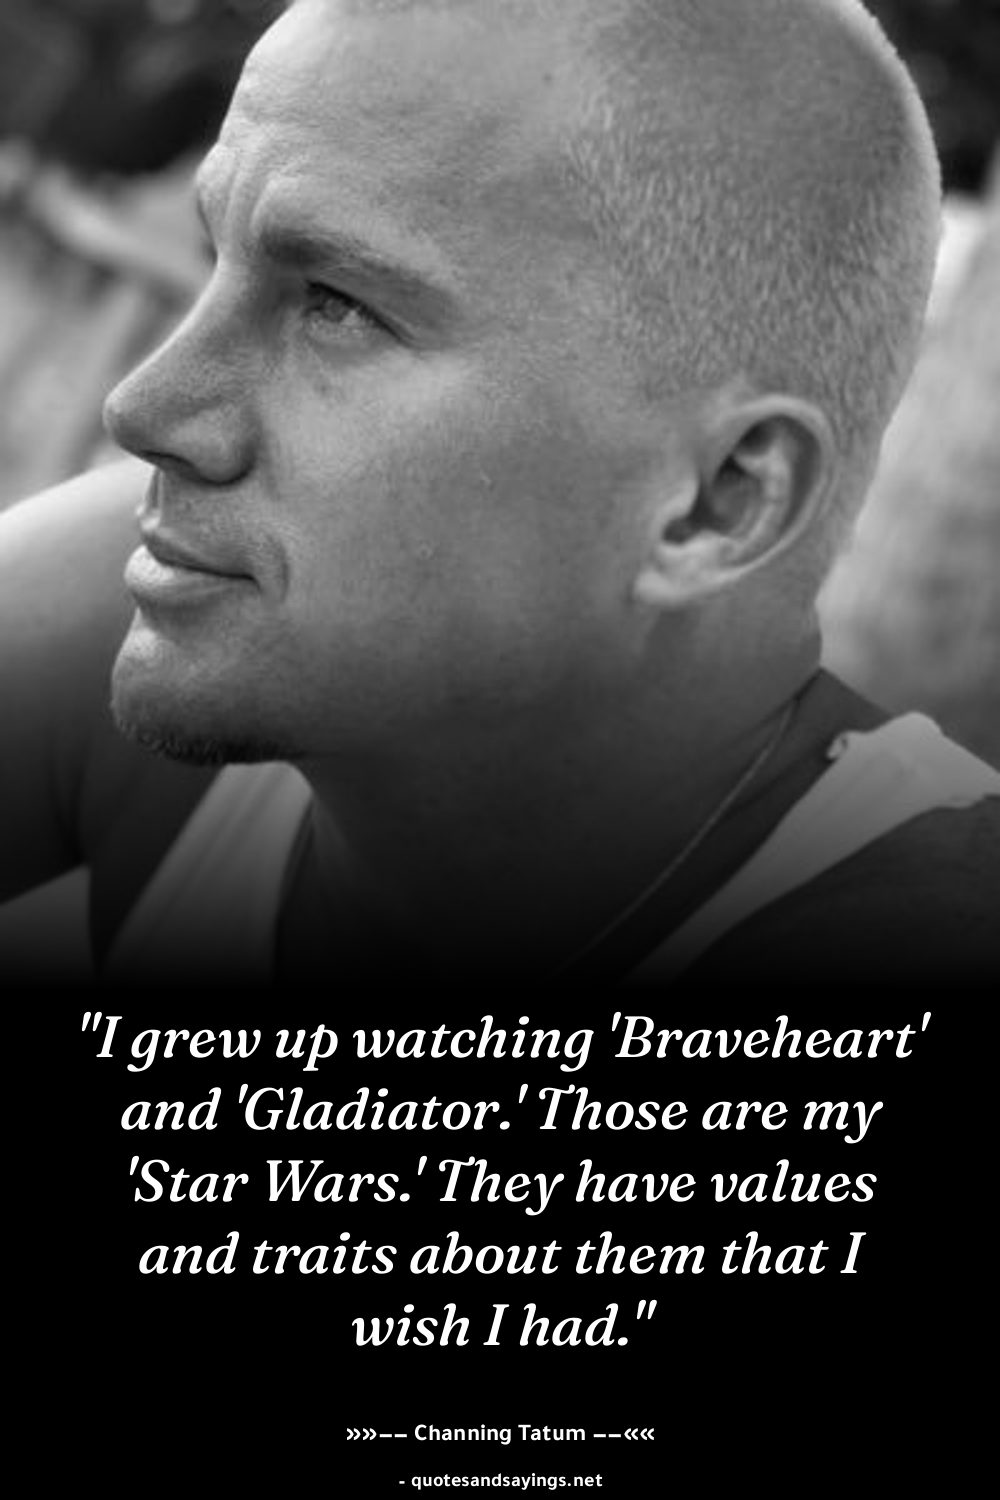 "I grew up watching 'Braveheart'
and 'Gladiator.' Those are my
'Star Wars.' They have values
and traits about them that I
wish I had."
»»–– Channing Tatum ––««
- quotesandsayings.net